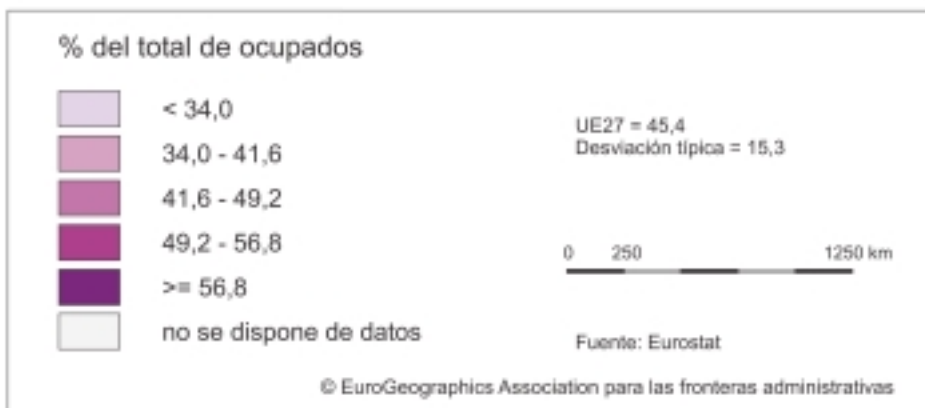 % del total de ocupados
< 34,0
34,0 - 41,6
41,6 - 49,2
49,2 - 56,8
>= 56,8
no se dispone de datos
UE27 = 45,4
Desviación típica = 15,3
0 250 1250 km
Fuente: Eurostat
© EuroGeographics Association para las fronteras administrativas